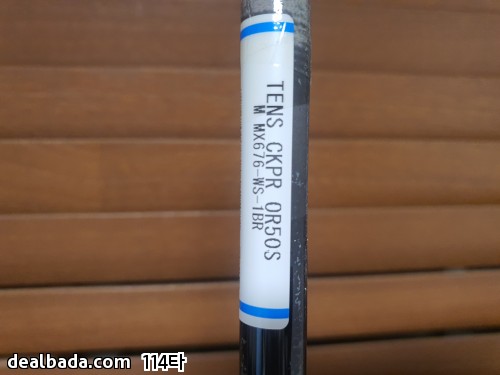 TENS CKPR OR50S
M MX676-WS-1BR
dealbada.com 114타